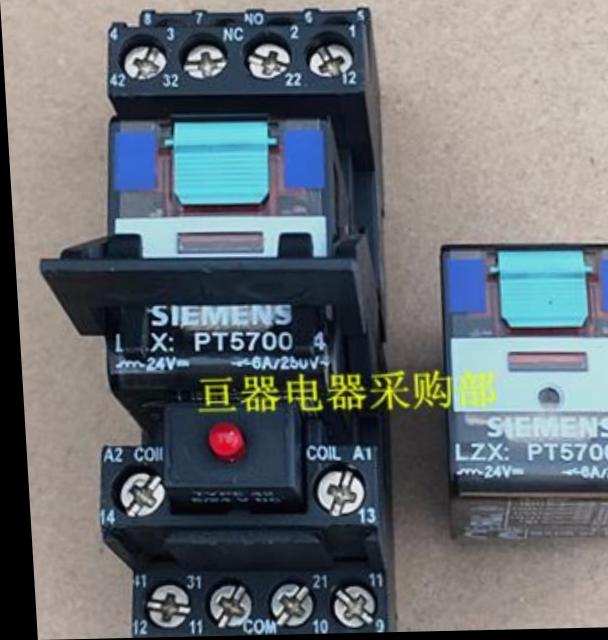 8 7 NO 6 5
4 3 NC 2 1
42 32 22 12
SIEMENS
X: PT5700 4
24V 6A/250V~
亘器电器采购部
A2 COIL
COIL A1
14 13
41 31 21 11
12 11 COM 10 9
SIEMENS
LZX: PT5700
24V 6A/